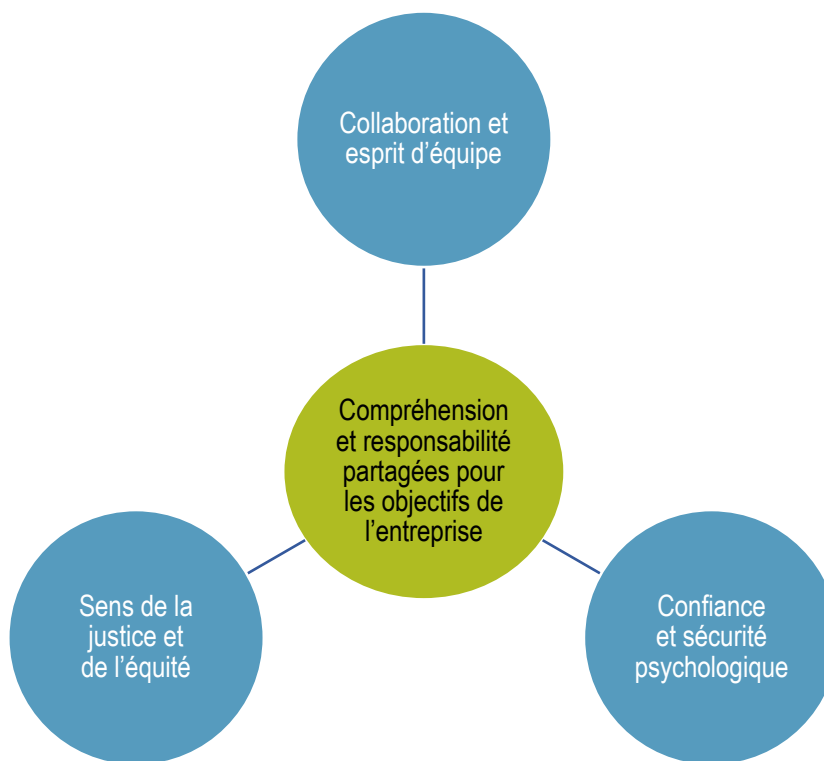 Collaboration et
esprit d’équipe
Compréhension
et responsabilité
partagées pour
les objectifs de
l’entreprise
Sens de la
justice et
de l’équité
Confiance
et sécurité
psychologique